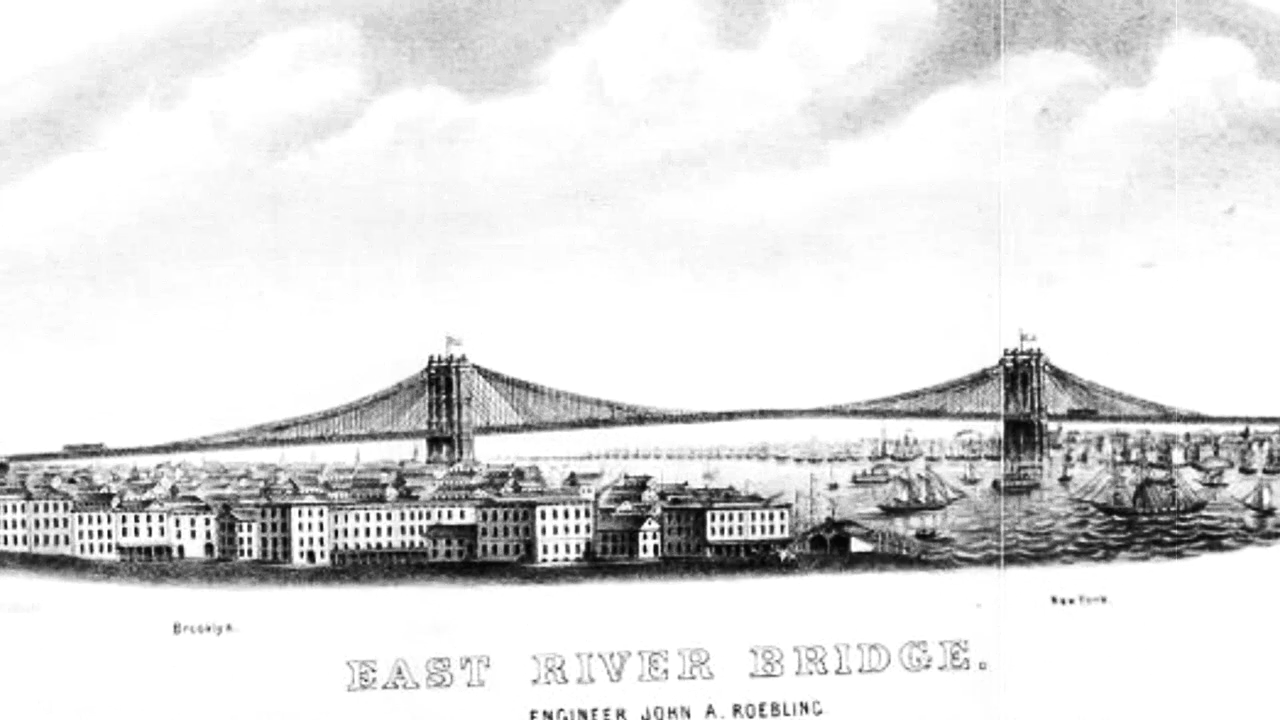 Brooklyn.
New York.
EAST RIVER BRIDGE.
ENGINEER JOHN A. ROEBLING